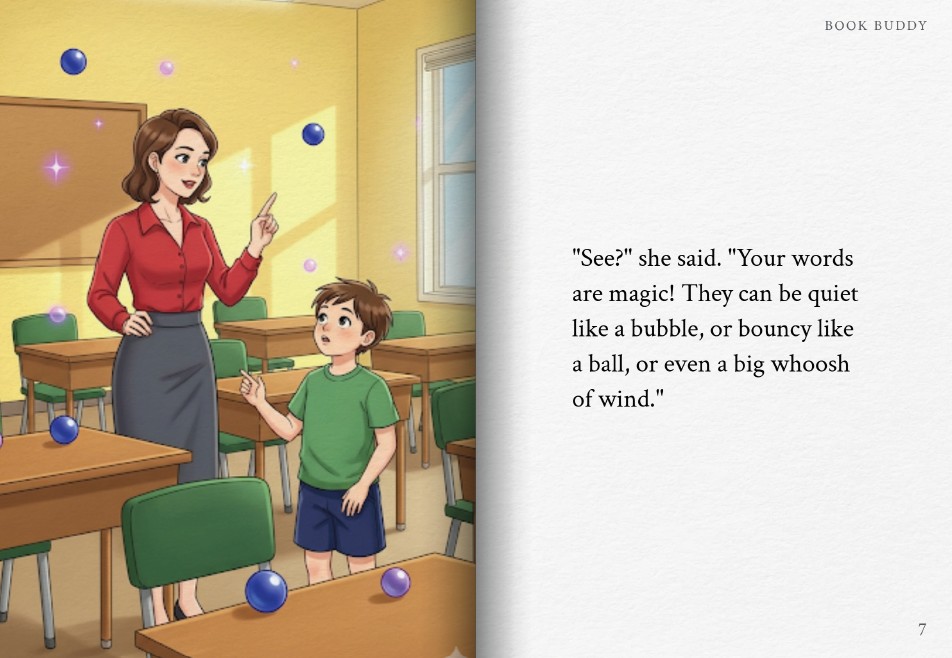 BOOK BUDDY
"See?" she said. "Your words
are magic! They can be quiet
like a bubble, or bouncy like
a ball, or even a big whoosh
of wind."
7